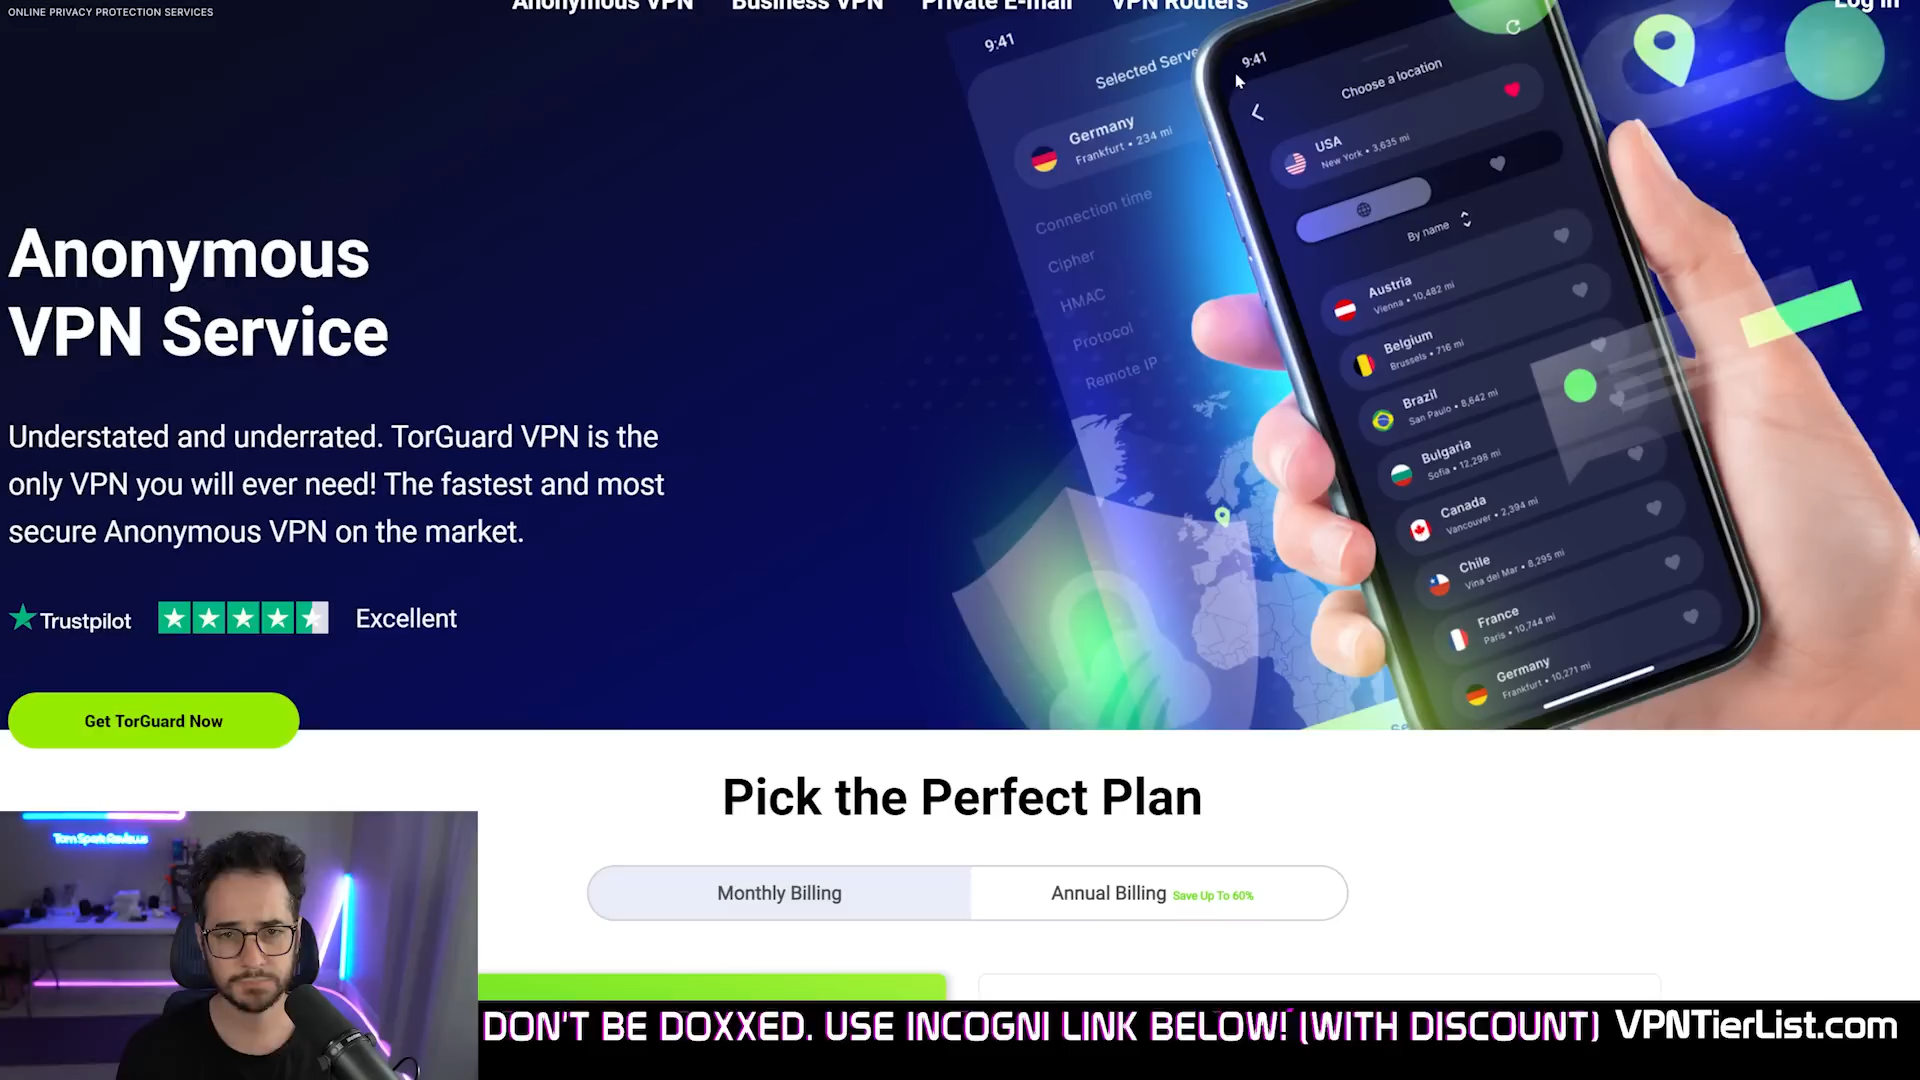 ONLINE PRIVACY PROTECTION SERVICES
Anonymous VPN
Business VPN
Private E-mail
VPN Routers
Log In
Anonymous
VPN Service
Understated and underrated. TorGuard VPN is the
only VPN you will ever need! The fastest and most
secure Anonymous VPN on the market.
Trustpilot
Excellent
Get TorGuard Now
9:41
Selected Serve
Germany
Frankfurt • 234 mi
Connection time
Cipher
HMAC
Protocol
Remote IP
9:41
Choose a location
USA
New York • 3,635 mi
By name
Austria
Vienna • 10,482 mi
Belgium
Brussels • 716 mi
Brazil
San Paulo • 8,642 mi
Bulgaria
Sofia • 12,298 mi
Canada
Vancouver • 2,394 mi
Chile
Vina del Mar • 8,295 mi
France
Paris • 10,744 mi
Germany
Frankfurt • 10,271 mi
Se
Pick the Perfect Plan
Monthly Billing
Annual Billing Save Up To 60%
Tom Spark Reviews
DON'T BE DOXXED. USE INCOGNI LINK BELOW! (WITH DISCOUNT) VPNTierList.com